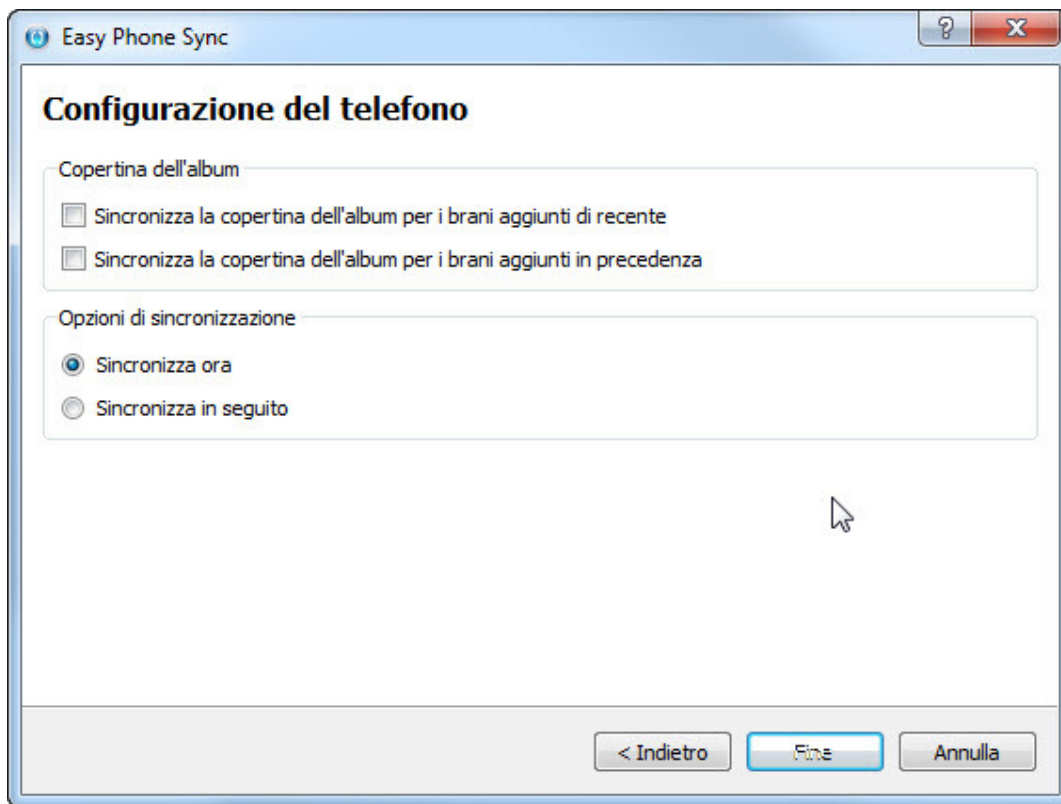 Easy Phone Sync
Configurazione del telefono
Copertina dell'album
Sincronizza la copertina dell'album per i brani aggiunti di recente
Sincronizza la copertina dell'album per i brani aggiunti in precedenza
Opzioni di sincronizzazione
Sincronizza ora
Sincronizza in seguito
< Indietro Fine Annulla